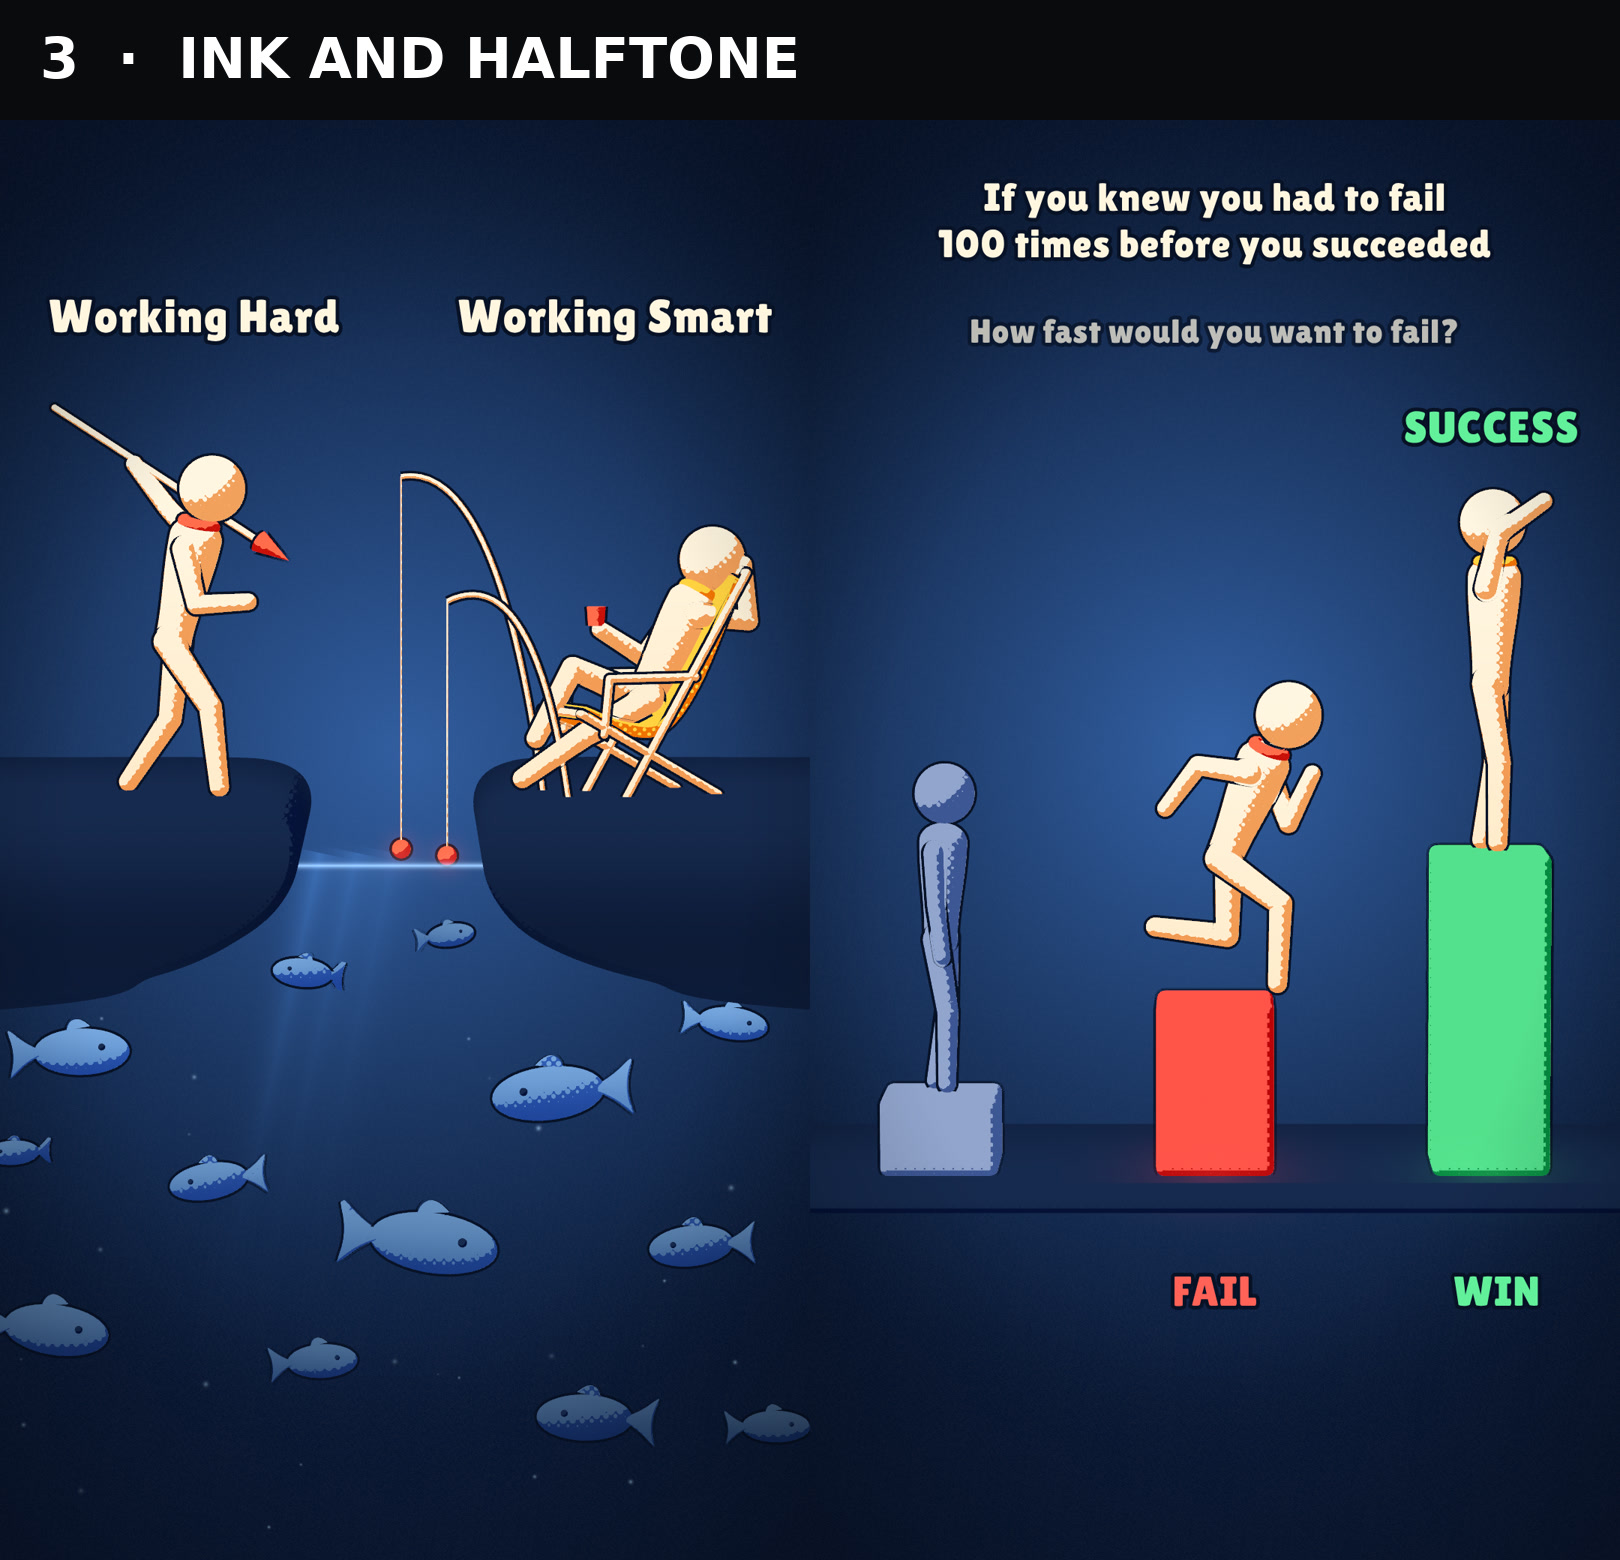 3 · INK AND HALFTONE
Working Hard
Working Smart
If you knew you had to fail
100 times before you succeeded
How fast would you want to fail?
SUCCESS
FAIL
WIN